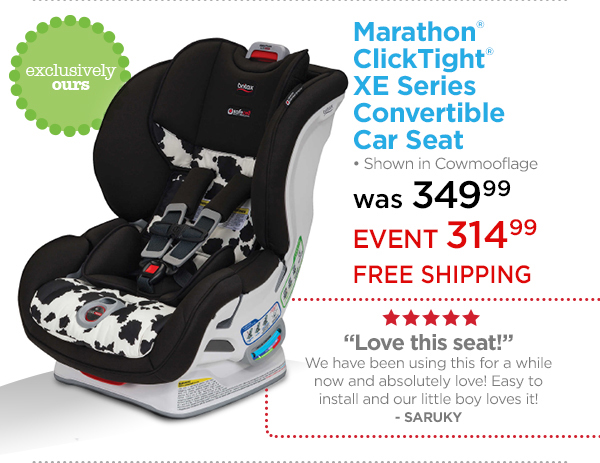 exclusively
ours
Marathon®
ClickTight®
XE Series
Convertible
Car Seat
• Shown in Cowmooflage
was 349⁹⁹
EVENT 314⁹⁹
FREE SHIPPING
britax
"Love this seat!"
We have been using this for a while
now and absolutely love! Easy to
install and our little boy loves it!
- SARUKY